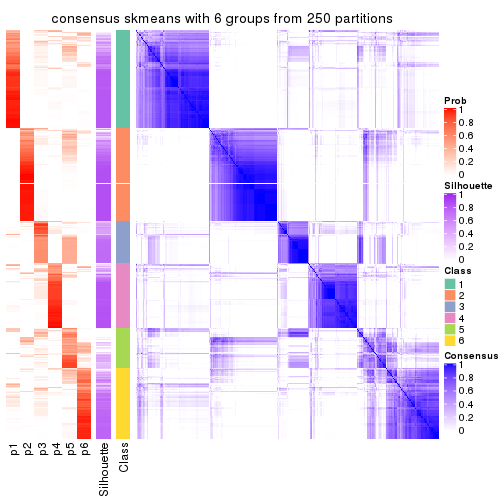 consensus skmeans with 6 groups from 250 partitions
Prob
1
0.8
0.6
0.4
0.2
0
Silhouette
1
0.8
0.6
0.4
0.2
0
Class
1
2
3
4
5
6
Consensus
1
0.8
0.6
0.4
0.2
0
p1
p2
p3
p4
p5
p6
Silhouette
Class